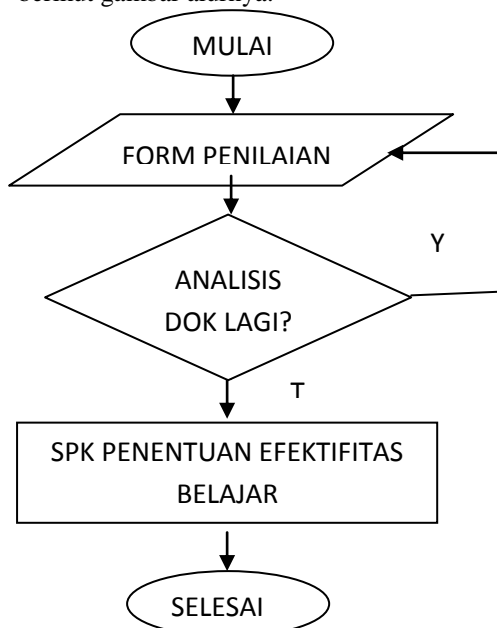 berikut gambar alurnya:
MULAI
FORM PENILAIAN
Y
ANALISIS
DOK LAGI?
T
SPK PENENTUAN EFEKTIFITAS
BELAJAR
SELESAI